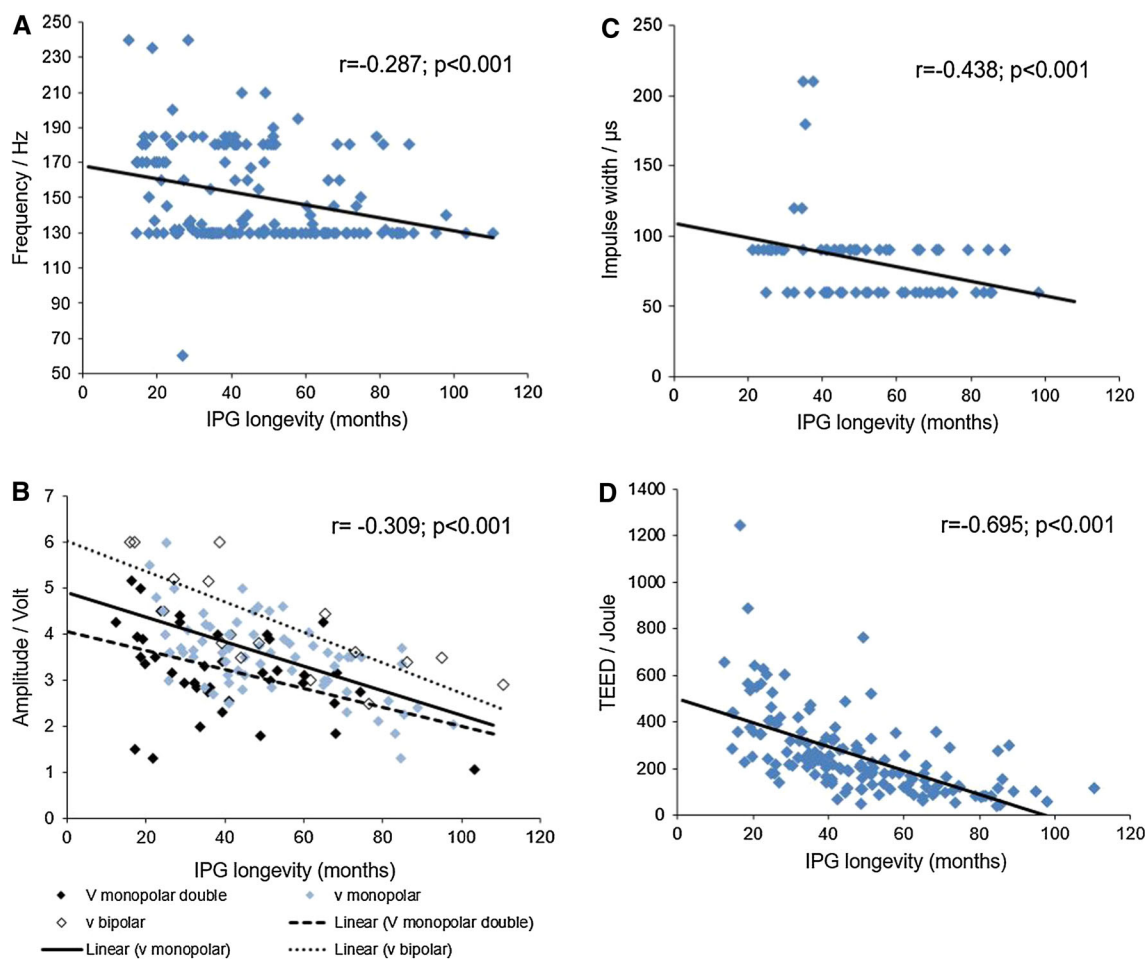 A
r=-0.287; p<0.001
Frequency / Hz
250
230
210
190
170
150
130
110
90
70
50
0 20 40 60 80 100 120
IPG longevity (months)
C
r=-0.438; p<0.001
Impulse width / µs
250
200
150
100
50
0
0 20 40 60 80 100 120
IPG longevity (months)
B
r= -0.309; p<0.001
Amplitude / Volt
7
6
5
4
3
2
1
0
0 20 40 60 80 100 120
IPG longevity (months)
V monopolar double v monopolar
v bipolar Linear (V monopolar double)
Linear (v monopolar) Linear (v bipolar)
D
r=-0.695; p<0.001
TEED / Joule
1400
1200
1000
800
600
400
200
0
0 20 40 60 80 100 120
IPG longevity (months)